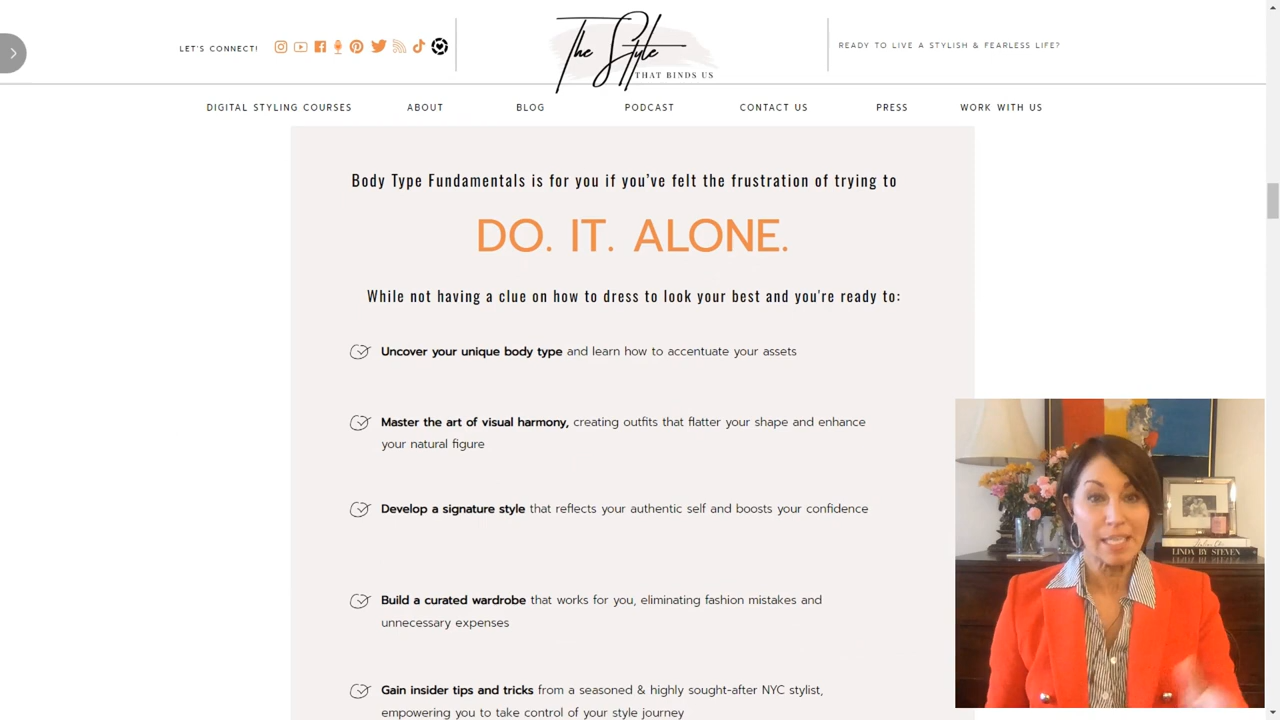 LET'S CONNECT!
The Style
THAT BINDS US
READY TO LIVE A STYLISH & FEARLESS LIFE?
DIGITAL STYLING COURSES
ABOUT
BLOG
PODCAST
CONTACT US
PRESS
WORK WITH US
Body Type Fundamentals is for you if you’ve felt the frustration of trying to
DO. IT. ALONE.
While not having a clue on how to dress to look your best and you're ready to:
Uncover your unique body type and learn how to accentuate your assets
Master the art of visual harmony, creating outfits that flatter your shape and enhance
your natural figure
Develop a signature style that reflects your authentic self and boosts your confidence
Build a curated wardrobe that works for you, eliminating fashion mistakes and
unnecessary expenses
Gain insider tips and tricks from a seasoned & highly sought-after NYC stylist,
empowering you to take control of your style journey
LINDA BY STEVEN